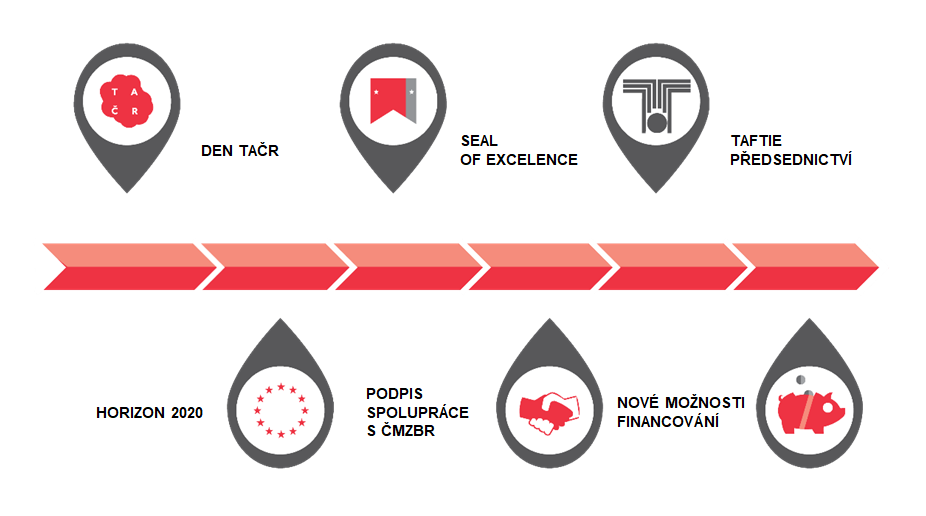 T A
Č R
DEN TAČR
SEAL
OF EXCELENCE
TAFTIE
PŘEDSEDNICTVÍ
HORIZON 2020
PODPIS
SPOLUPRÁCE
S ČMZBR
NOVÉ MOŽNOSTI
FINANCOVÁNÍ